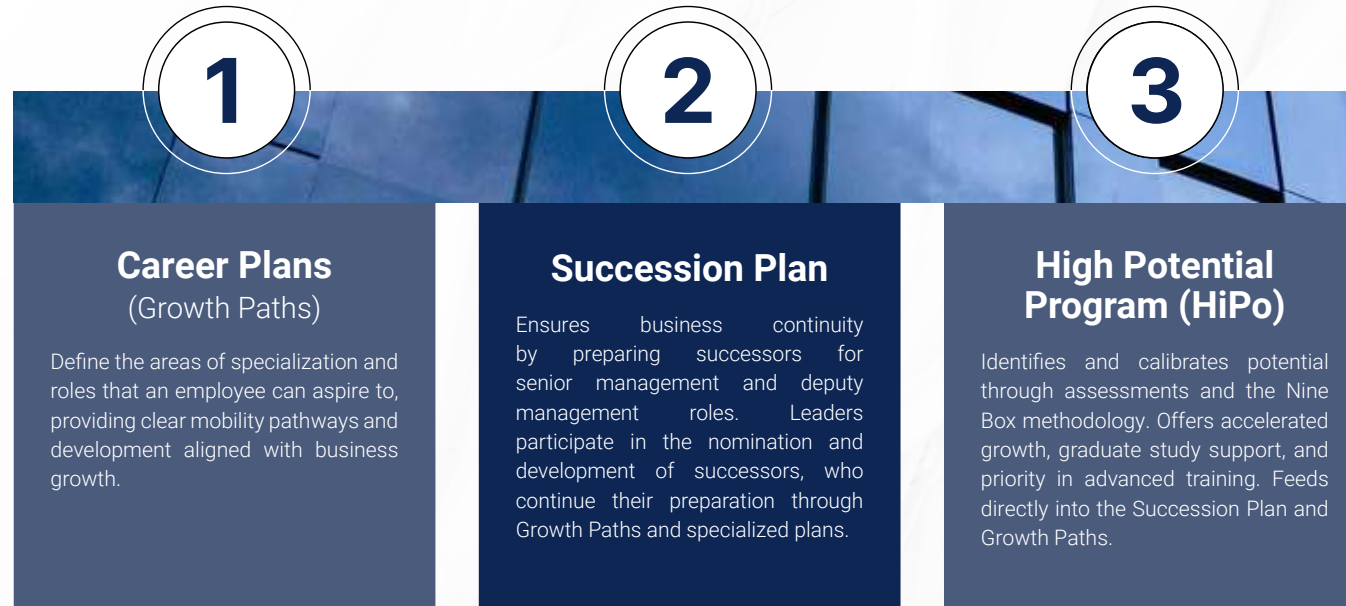 1
Career Plans
(Growth Paths)
Define the areas of specialization and
roles that an employee can aspire to,
providing clear mobility pathways and
development aligned with business
growth.
2
Succession Plan
Ensures business continuity
by preparing successors for
senior management and deputy
management roles. Leaders
participate in the nomination and
development of successors, who
continue their preparation through
Growth Paths and specialized plans.
3
High Potential
Program (HiPo)
Identifies and calibrates potential
through assessments and the Nine
Box methodology. Offers accelerated
growth, graduate study support, and
priority in advanced training. Feeds
directly into the Succession Plan and
Growth Paths.